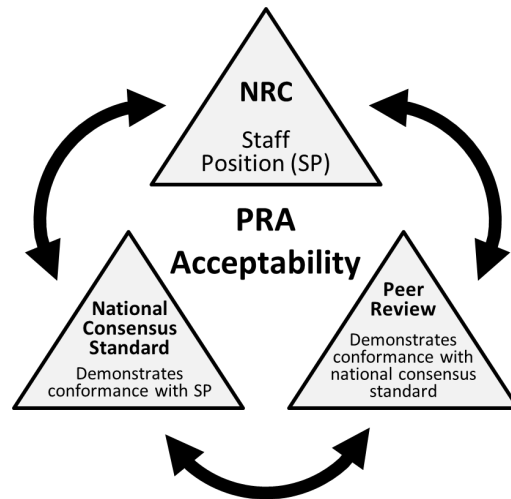 NRC
Staff
Position (SP)
PRA
Acceptability
National
Consensus
Standard
Demonstrates
conformance with SP
Peer
Review
Demonstrates
conformance with
national consensus
standard